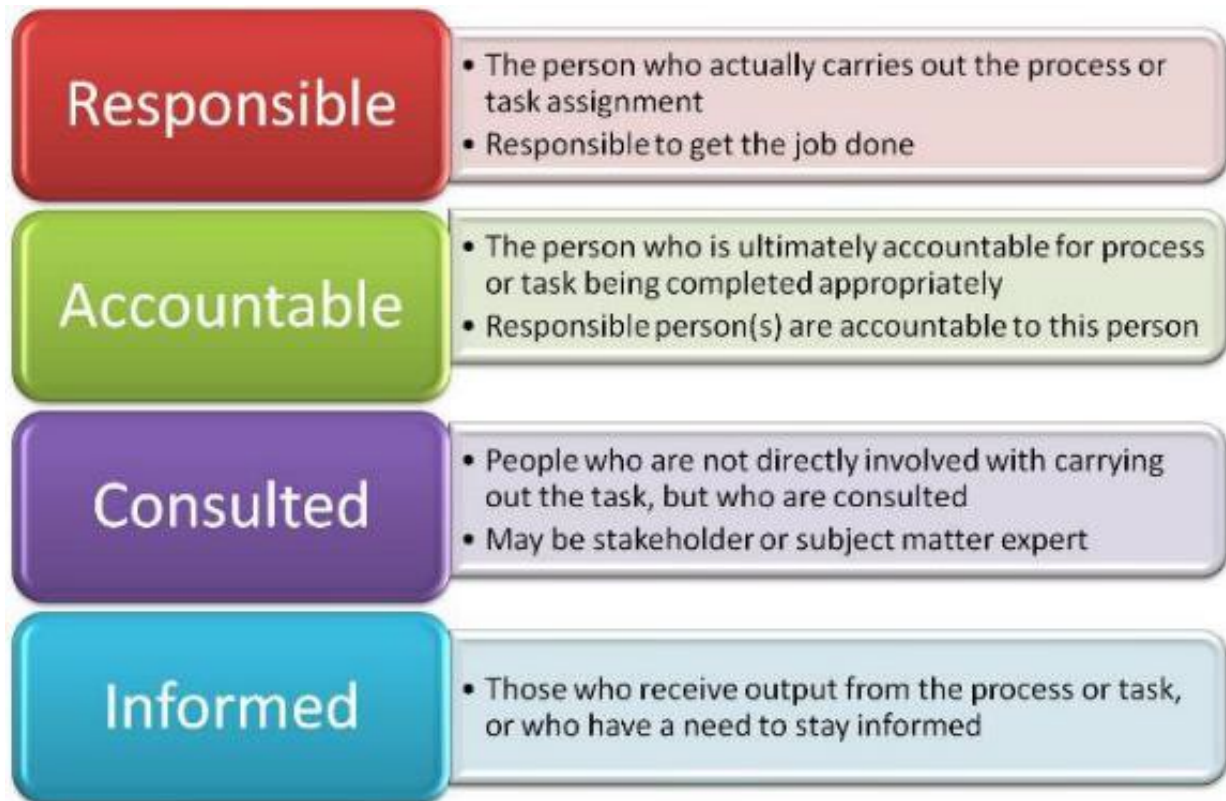 Responsible
• The person who actually carries out the process or
task assignment
• Responsible to get the job done
Accountable
• The person who is ultimately accountable for process
or task being completed appropriately
• Responsible person(s) are accountable to this person
Consulted
• People who are not directly involved with carrying
out the task, but who are consulted
• May be stakeholder or subject matter expert
Informed
• Those who receive output from the process or task,
or who have a need to stay informed